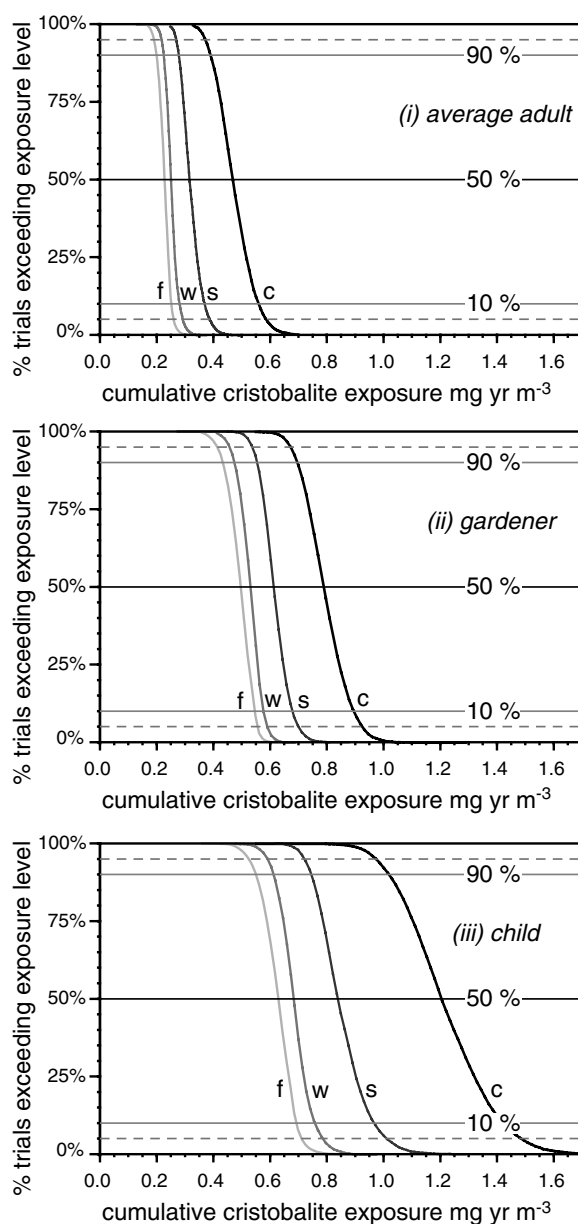 % trials exceeding exposure level
100%
75%
50%
25%
0%
90 %
(i) average adult
50 %
f w s c
10 %
0.0 0.2 0.4 0.6 0.8 1.0 1.2 1.4 1.6
cumulative cristobalite exposure mg yr m⁻³
% trials exceeding exposure level
100%
75%
50%
25%
0%
90 %
(ii) gardener
50 %
f w s c
10 %
0.0 0.2 0.4 0.6 0.8 1.0 1.2 1.4 1.6
cumulative cristobalite exposure mg yr m⁻³
% trials exceeding exposure level
100%
75%
50%
25%
0%
90 %
(iii) child
50 %
f w s c
10 %
0.0 0.2 0.4 0.6 0.8 1.0 1.2 1.4 1.6
cumulative cristobalite exposure mg yr m⁻³